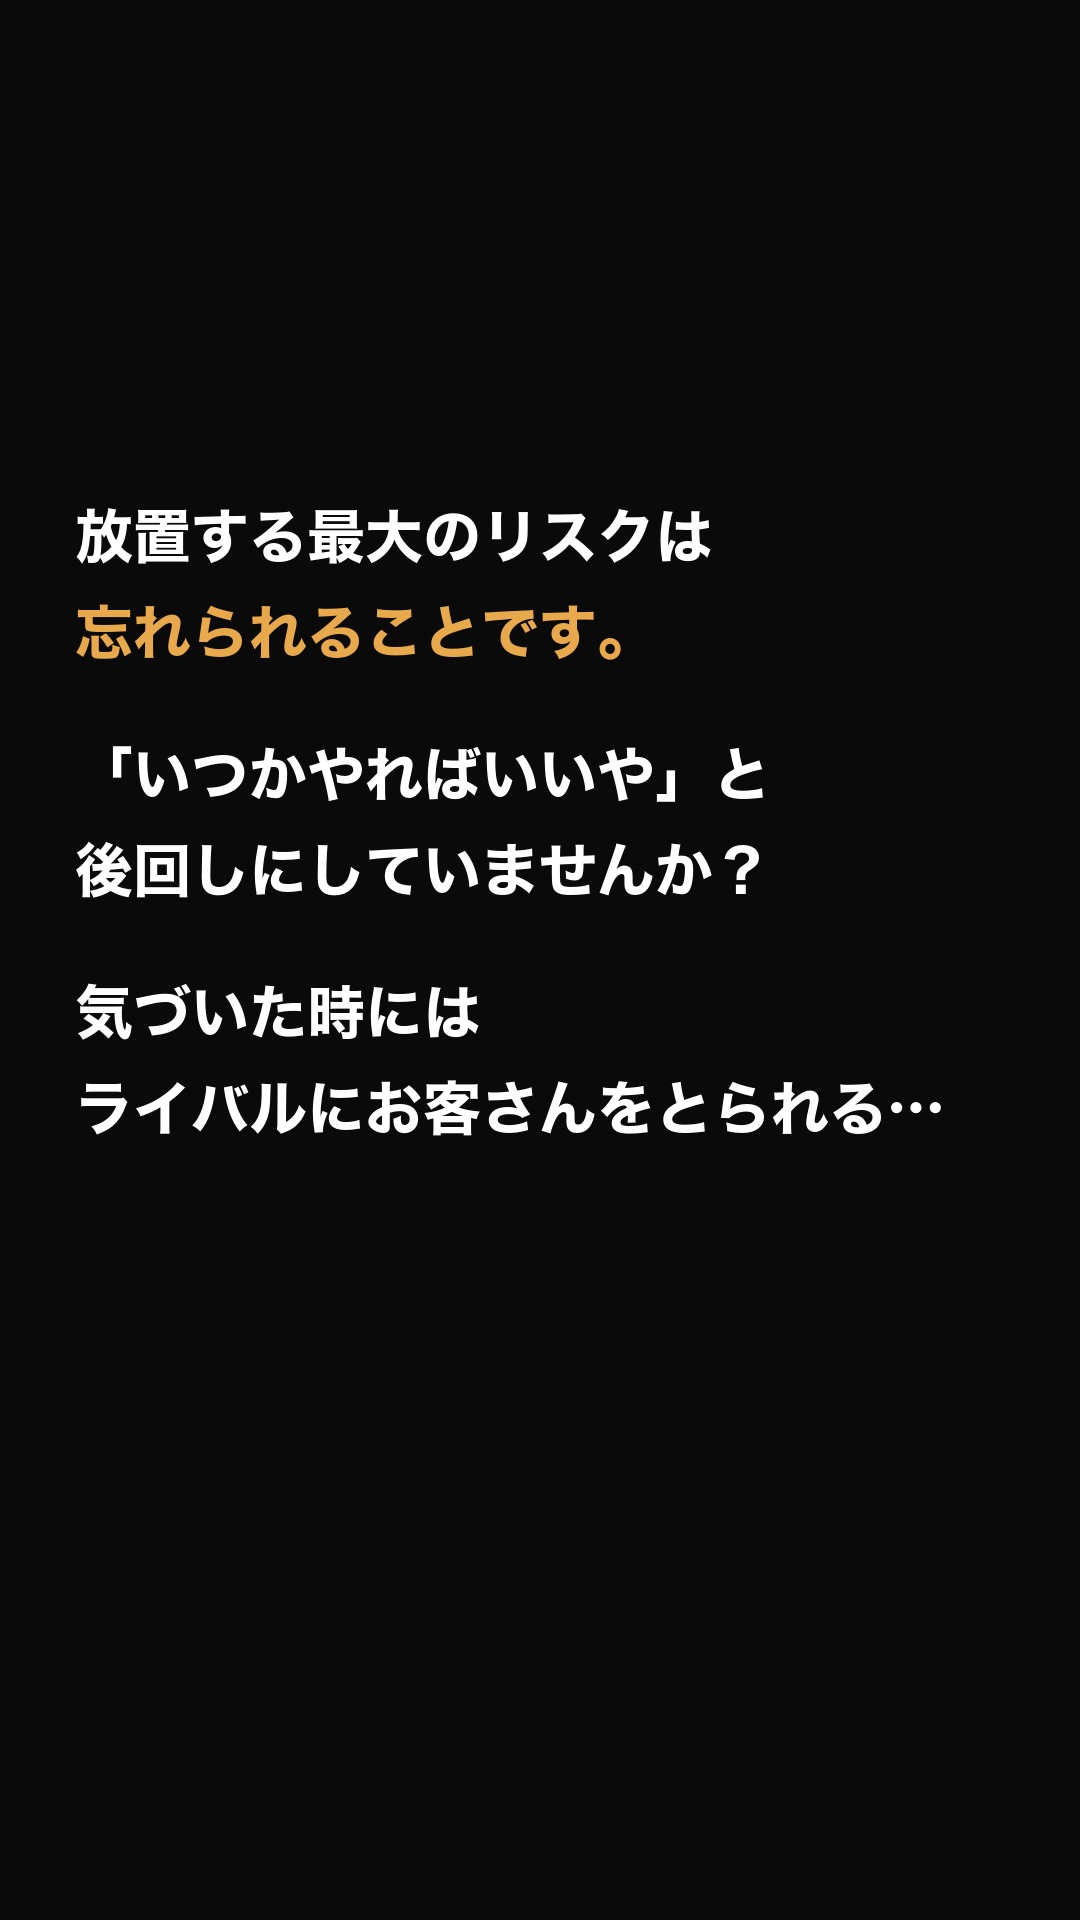 放置する最大のリスクは
忘れられることです。
「いつかやればいいや」と
後回しにしていませんか？
気づいた時には
ライバルにお客さんをとられる…